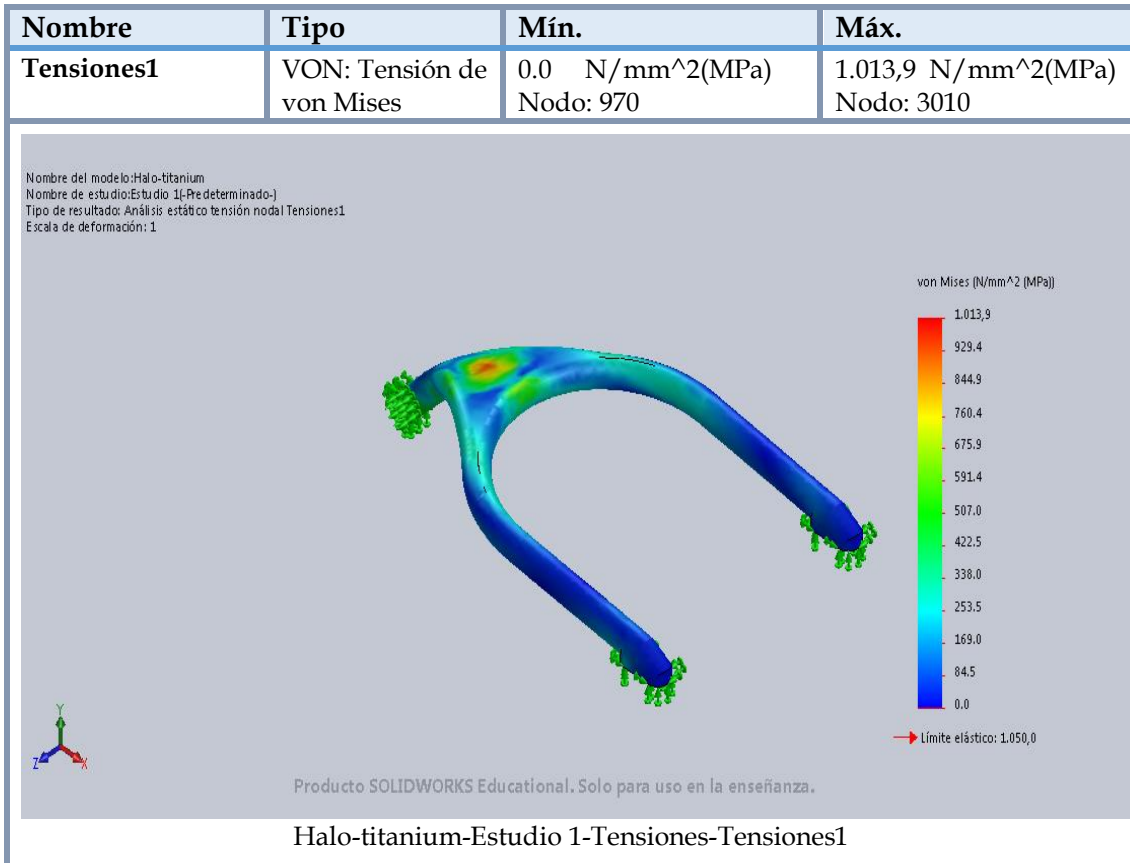 Nombre Tipo Mín. Máx.
Tensiones1 VON: Tensión de 0.0 N/mm^2(MPa) 1.013,9 N/mm^2(MPa)
von Mises Nodo: 970 Nodo: 3010
Nombre del modelo:Halo-titanium
Nombre de estudio:Estudio 1(-Predeterminado-)
Tipo de resultado: Análisis estático tensión nodal Tensiones1
Escala de deformación: 1
von Mises (N/mm^2 (MPa))
1.013,9
929.4
844.9
760.4
675.9
591.4
507.0
422.5
338.0
253.5
169.0
84.5
0.0
Límite elástico: 1.050,0
Y
Z X
Producto SOLIDWORKS Educational. Solo para uso en la enseñanza.
Halo-titanium-Estudio 1-Tensiones-Tensiones1